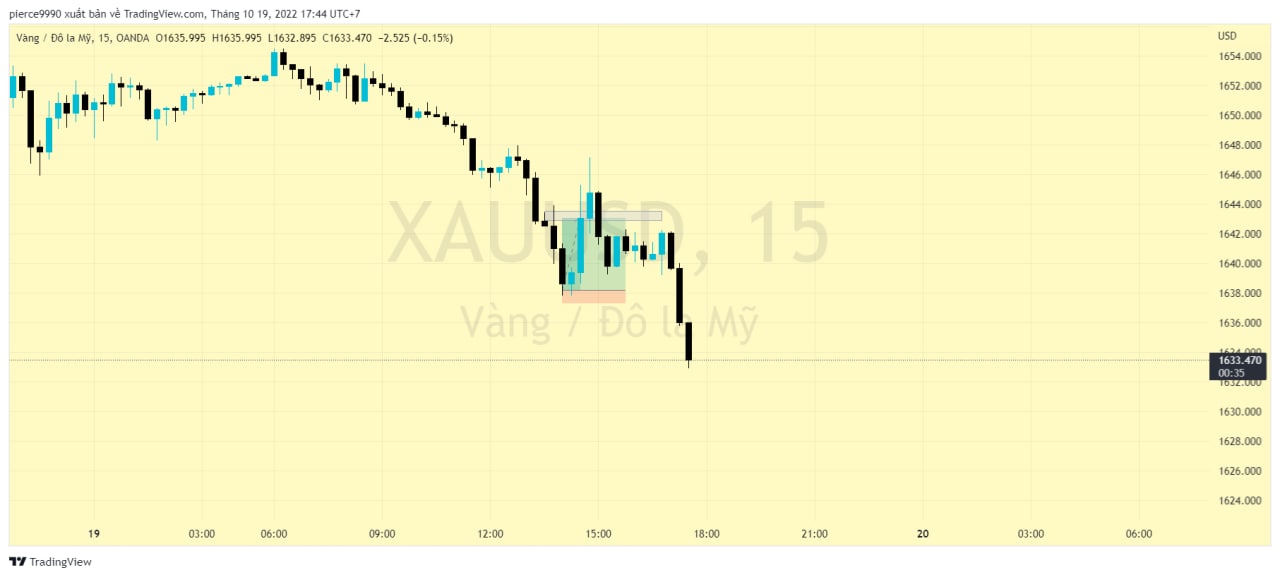 pierce9990 xuất bản về TradingView.com, Tháng 10 19, 2022 17:44 UTC+7
Vàng / Đô la Mỹ, 15, OANDA O1635.995 H1635.995 L1632.895 C1633.470 −2.525 (−0.15%)
USD
1654.000
1652.000
1650.000
1648.000
1646.000
1644.000
XAUUSD, 15
1642.000
1640.000
1638.000
Vàng / Đô la Mỹ
1636.000
1634.000
1633.470
00:35
1632.000
1630.000
1628.000
1626.000
1624.000
19 03:00 06:00 09:00 12:00 15:00 18:00 21:00 20 03:00 06:00
TradingView